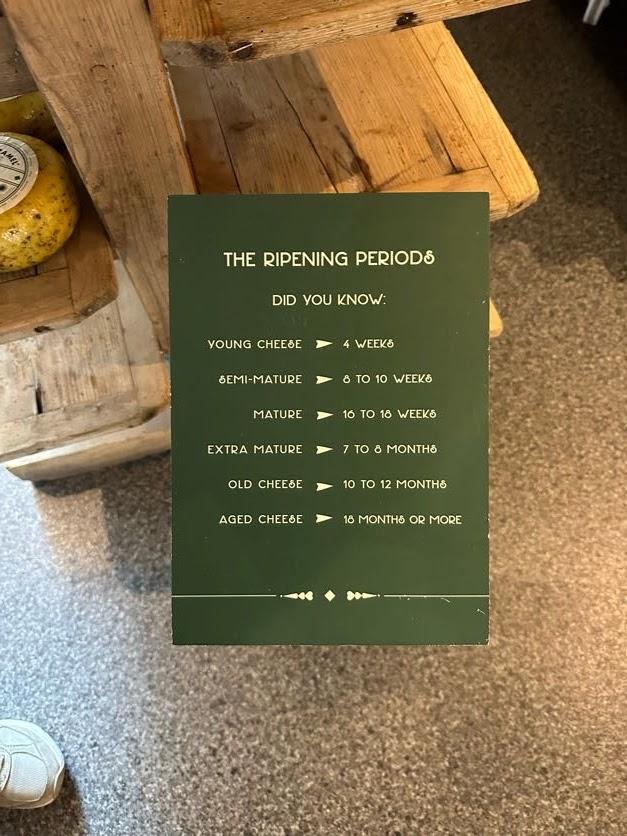 THE RIPENING PERIODS
DID YOU KNOW:
YOUNG CHEESE ➤ 4 WEEKS
SEMI-MATURE ➤ 8 TO 10 WEEKS
MATURE ➤ 16 TO 18 WEEKS
EXTRA MATURE ➤ 7 TO 8 MONTHS
OLD CHEESE ➤ 10 TO 12 MONTHS
AGED CHEESE ➤ 18 MONTHS OR MORE